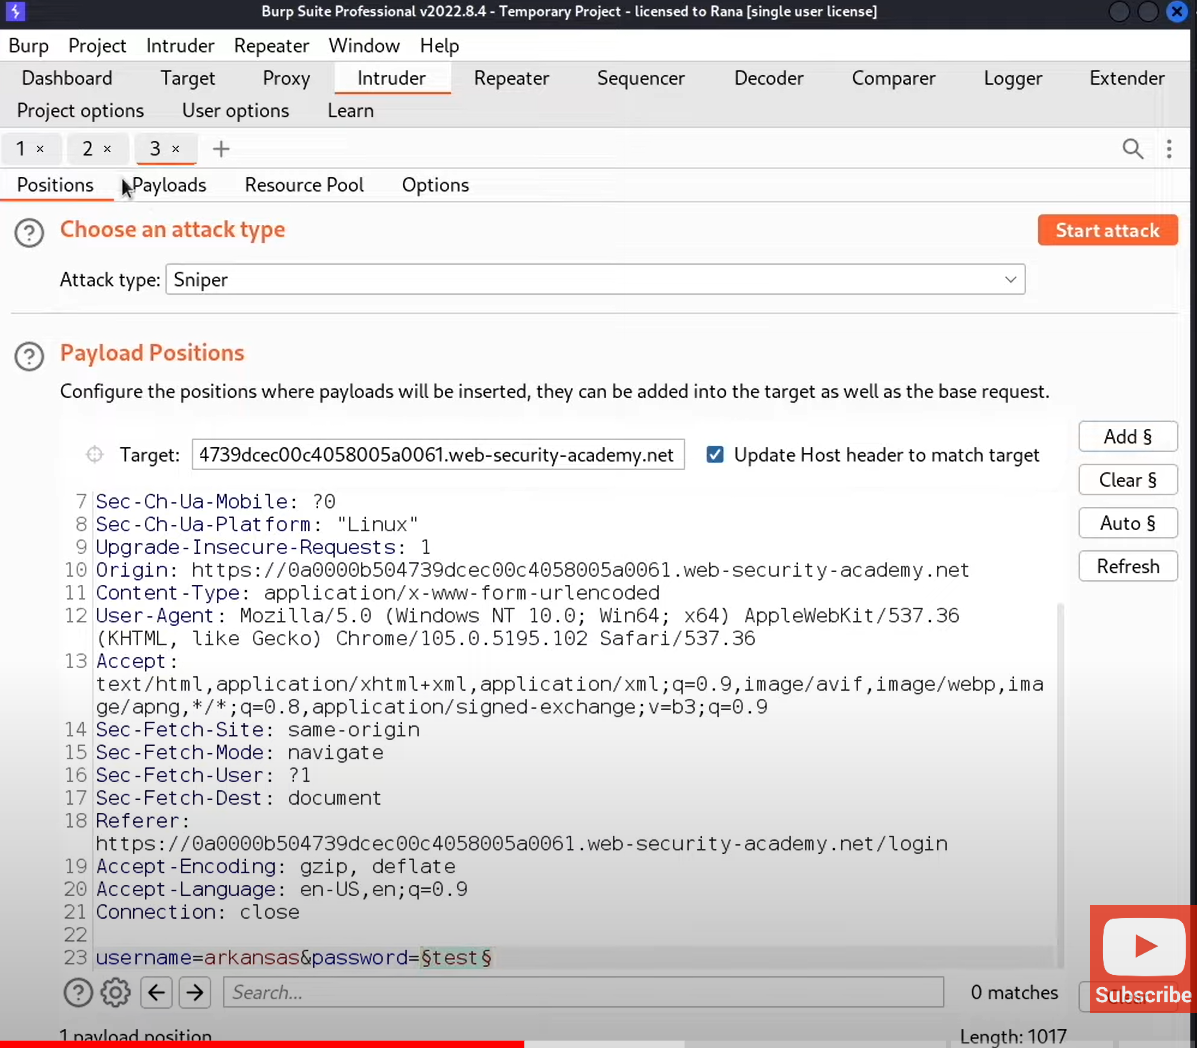 Burp Suite Professional v2022.8.4 - Temporary Project - licensed to Rana [single user license]
Burp Project Intruder Repeater Window Help
Dashboard Target Proxy Intruder Repeater Sequencer Decoder Comparer Logger Extender
Project options User options Learn
1 × 2 × 3 × +
Positions Payloads Resource Pool Options
? Choose an attack type Start attack
Attack type: Sniper
? Payload Positions
Configure the positions where payloads will be inserted, they can be added into the target as well as the base request.
Add §
Target: 4739dcec00c4058005a0061.web-security-academy.net Update Host header to match target
Clear §
Auto §
Refresh
7 Sec-Ch-Ua-Mobile: ?0
8 Sec-Ch-Ua-Platform: "Linux"
9 Upgrade-Insecure-Requests: 1
10 Origin: https://0a0000b504739dcec00c4058005a0061.web-security-academy.net
11 Content-Type: application/x-www-form-urlencoded
12 User-Agent: Mozilla/5.0 (Windows NT 10.0; Win64; x64) AppleWebKit/537.36
(KHTML, like Gecko) Chrome/105.0.5195.102 Safari/537.36
13 Accept:
text/html,application/xhtml+xml,application/xml;q=0.9,image/avif,image/webp,ima
ge/apng,*/*;q=0.8,application/signed-exchange;v=b3;q=0.9
14 Sec-Fetch-Site: same-origin
15 Sec-Fetch-Mode: navigate
16 Sec-Fetch-User: ?1
17 Sec-Fetch-Dest: document
18 Referer:
https://0a0000b504739dcec00c4058005a0061.web-security-academy.net/login
19 Accept-Encoding: gzip, deflate
20 Accept-Language: en-US,en;q=0.9
21 Connection: close
22
23 username=arkansas&password=§test§
? Search... 0 matches
Subscribe
1 payload position Length: 1017